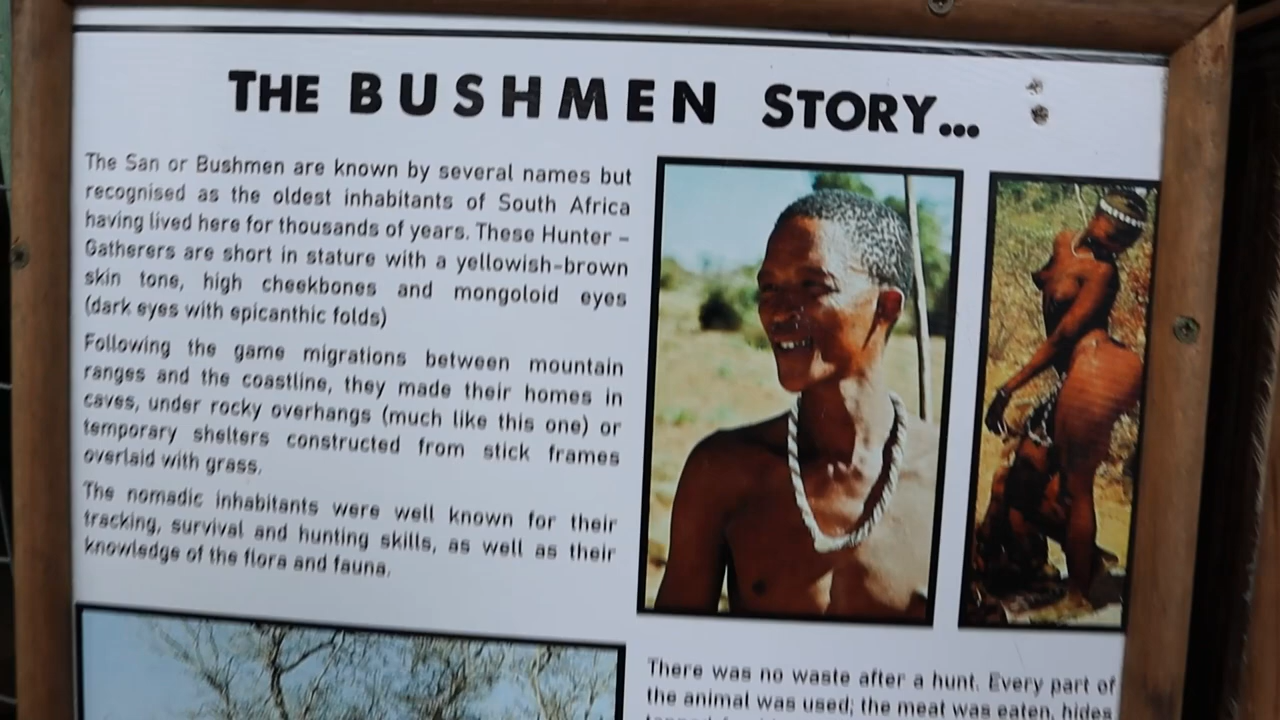 THE BUSHMEN STORY...
The San or Bushmen are known by several names but
recognised as the oldest inhabitants of South Africa
having lived here for thousands of years. These Hunter –
Gatherers are short in stature with a yellowish-brown
skin tone, high cheekbones and mongoloid eyes
(dark eyes with epicanthic folds)
Following the game migrations between mountain
ranges and the coastline, they made their homes in
caves, under rocky overhangs (much like this one) or
temporary shelters constructed from stick frames
overlaid with grass.
The nomadic inhabitants were well known for their
tracking, survival and hunting skills, as well as their
knowledge of the flora and fauna.
There was no waste after a hunt. Every part of
the animal was used; the meat was eaten, hides